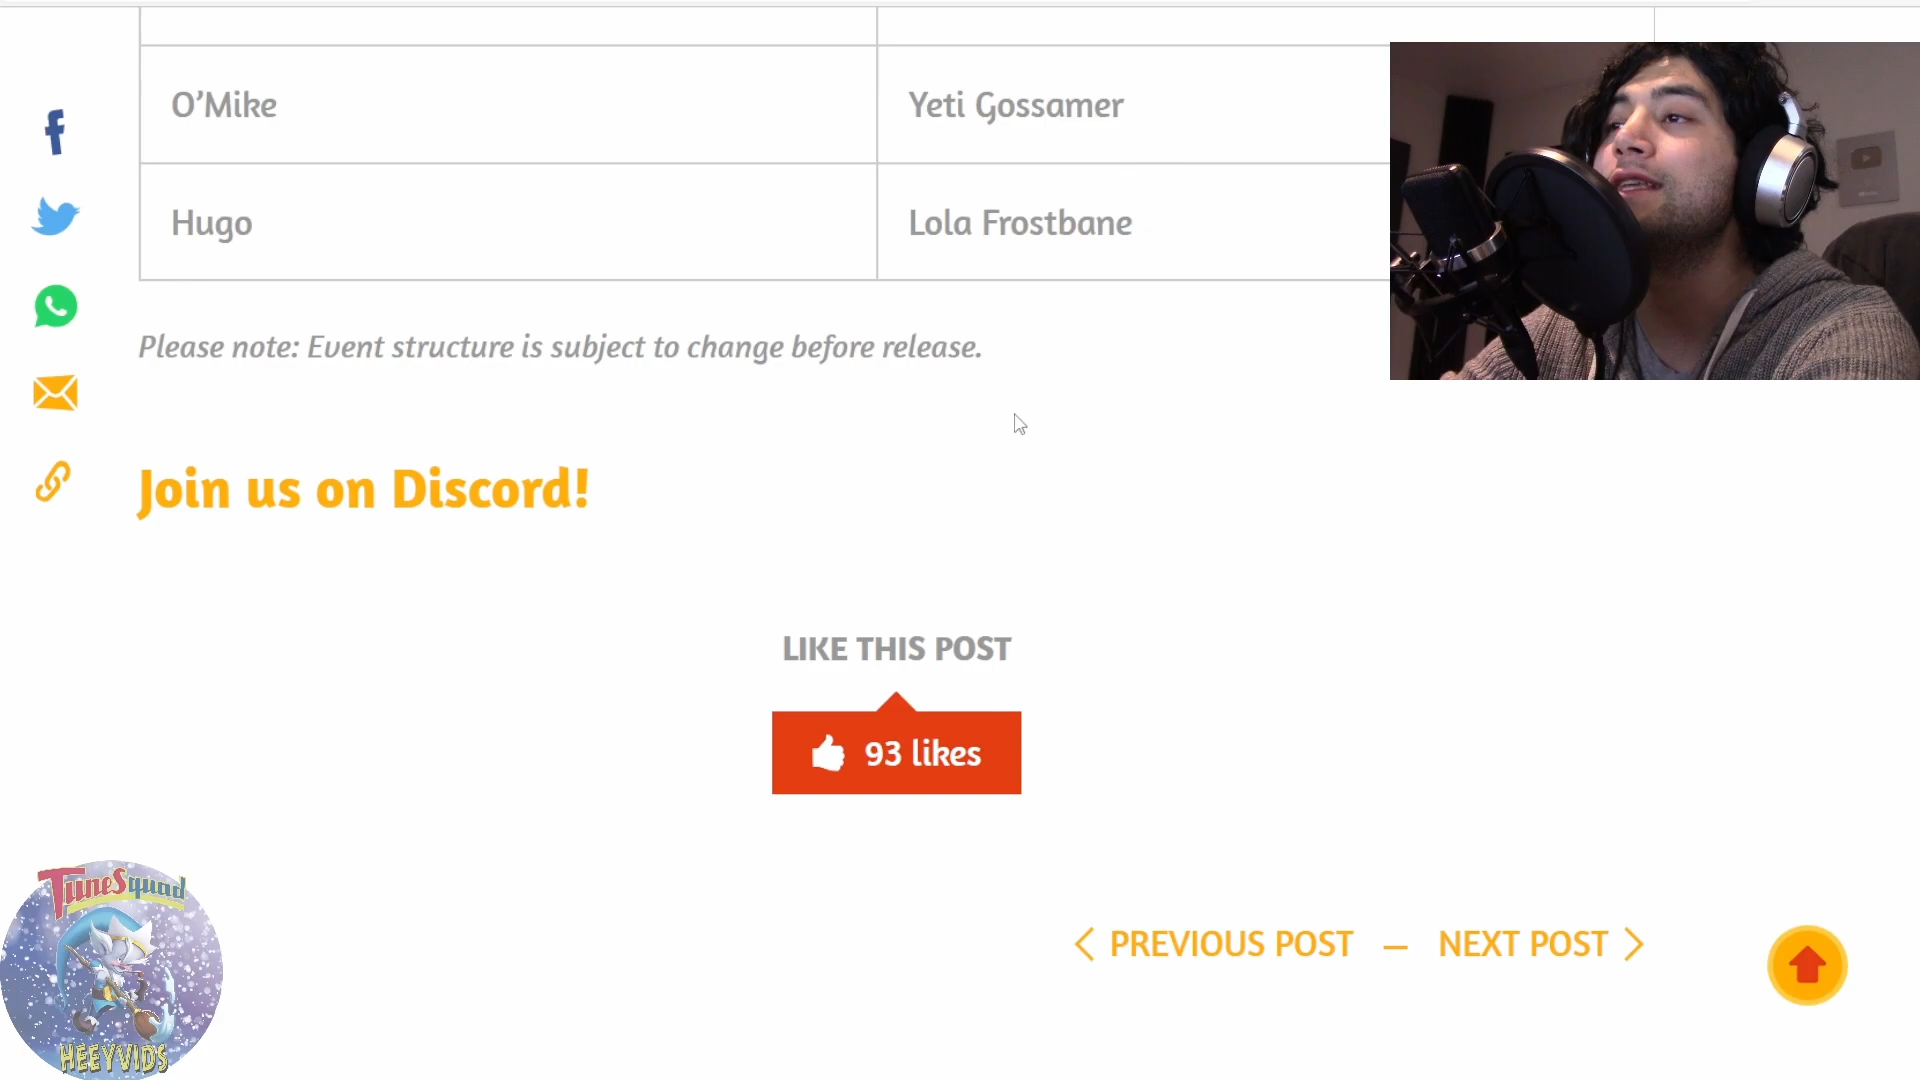 O’Mike
Yeti Gossamer
Hugo
Lola Frostbane
Please note: Event structure is subject to change before release.
Join us on Discord!
LIKE THIS POST
93 likes
PREVIOUS POST – NEXT POST
TuneSquad
HEEYVIDS